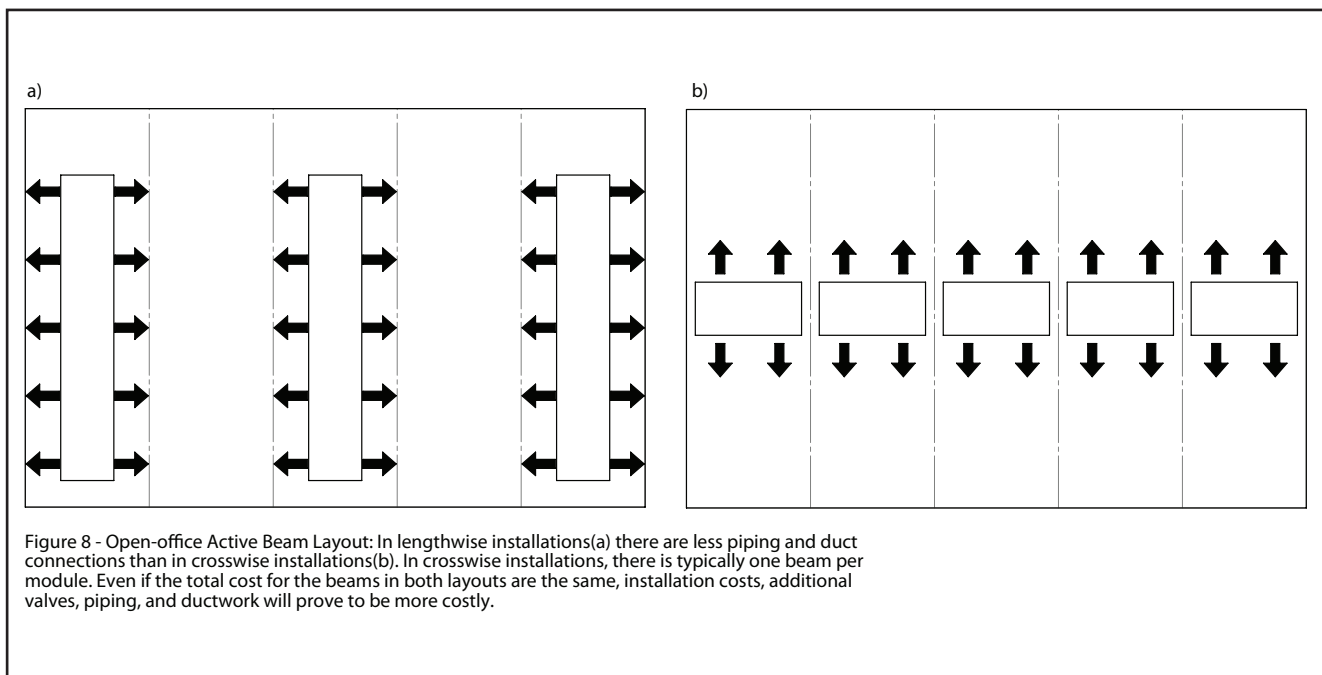 a)
b)
Figure 8 - Open-office Active Beam Layout: In lengthwise installations(a) there are less piping and duct
connections than in crosswise installations(b). In crosswise installations, there is typically one beam per
module. Even if the total cost for the beams in both layouts are the same, installation costs, additional
valves, piping, and ductwork will prove to be more costly.